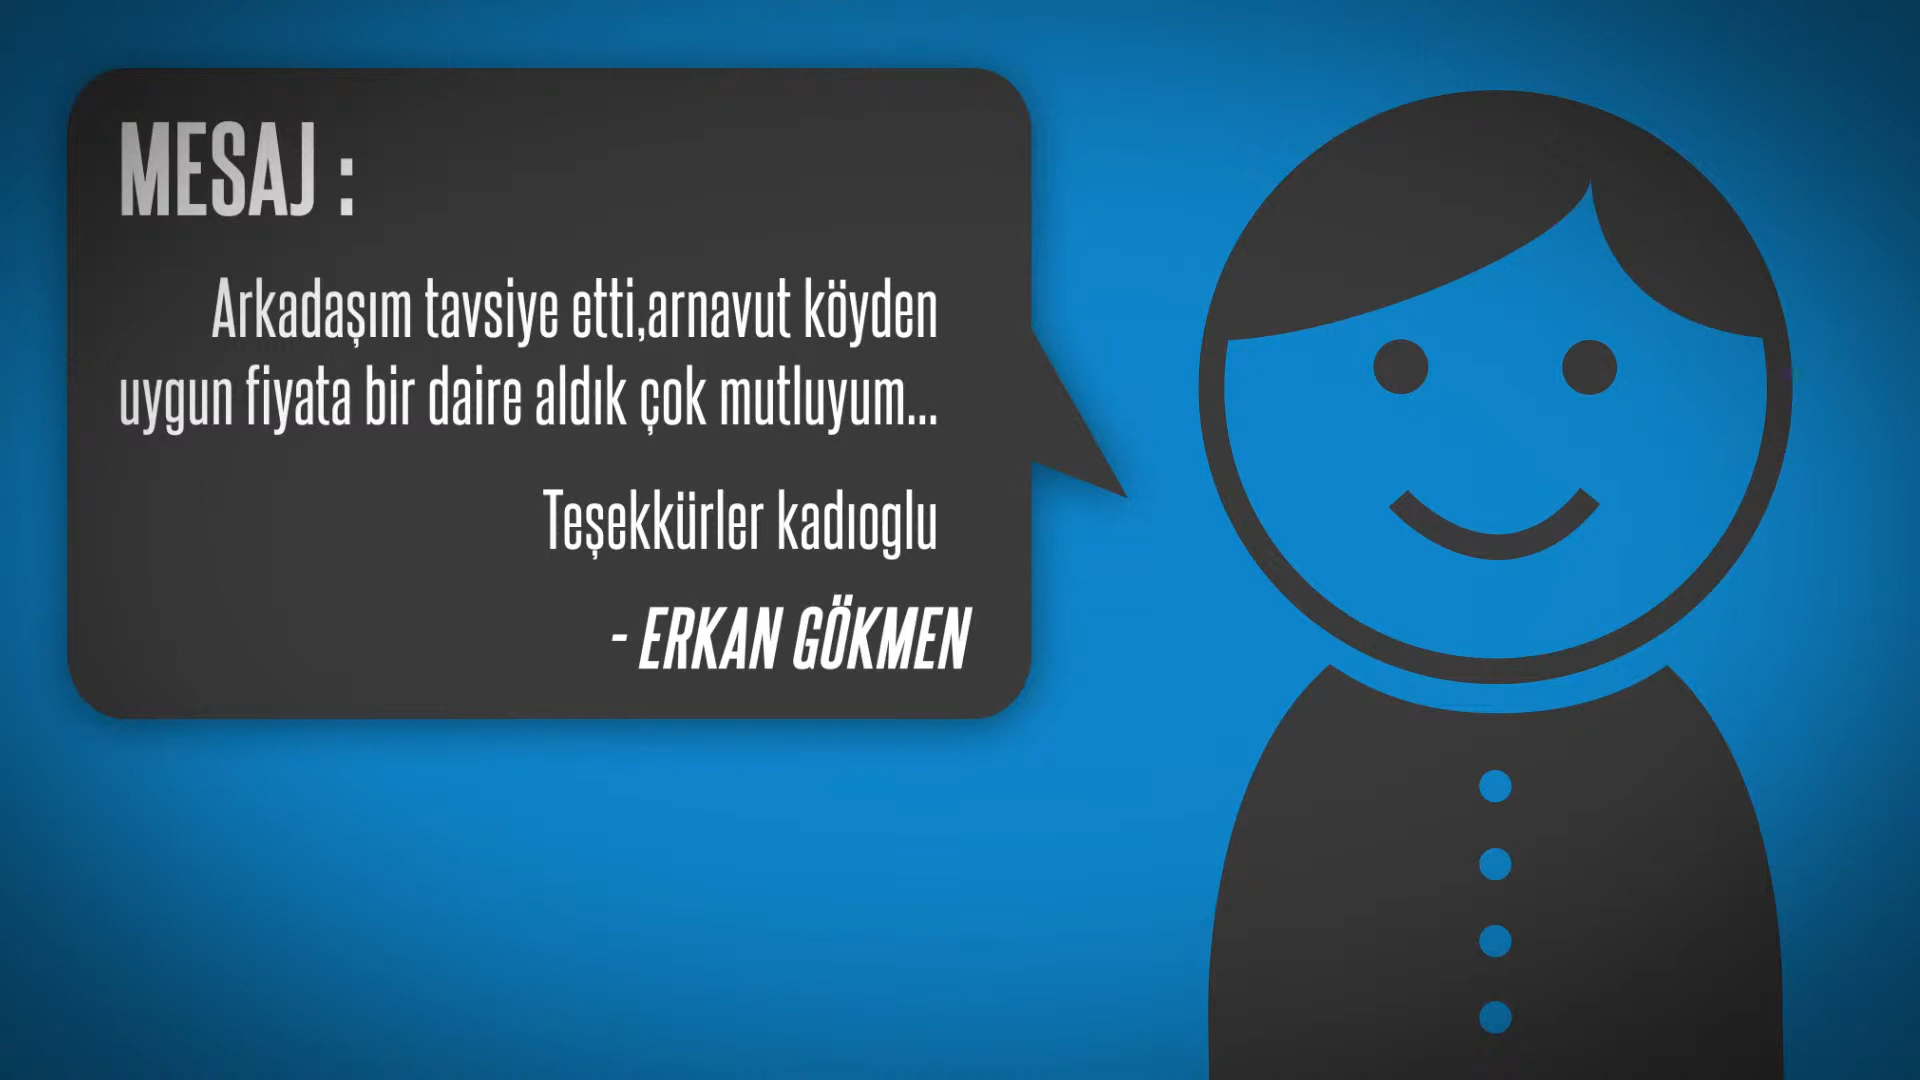 MESAJ :
Arkadaşım tavsiye etti,arnavut köyden
uygun fiyata bir daire aldık çok mutluyum...
Teşekkürler kadıoglu
- ERKAN GÖKMEN